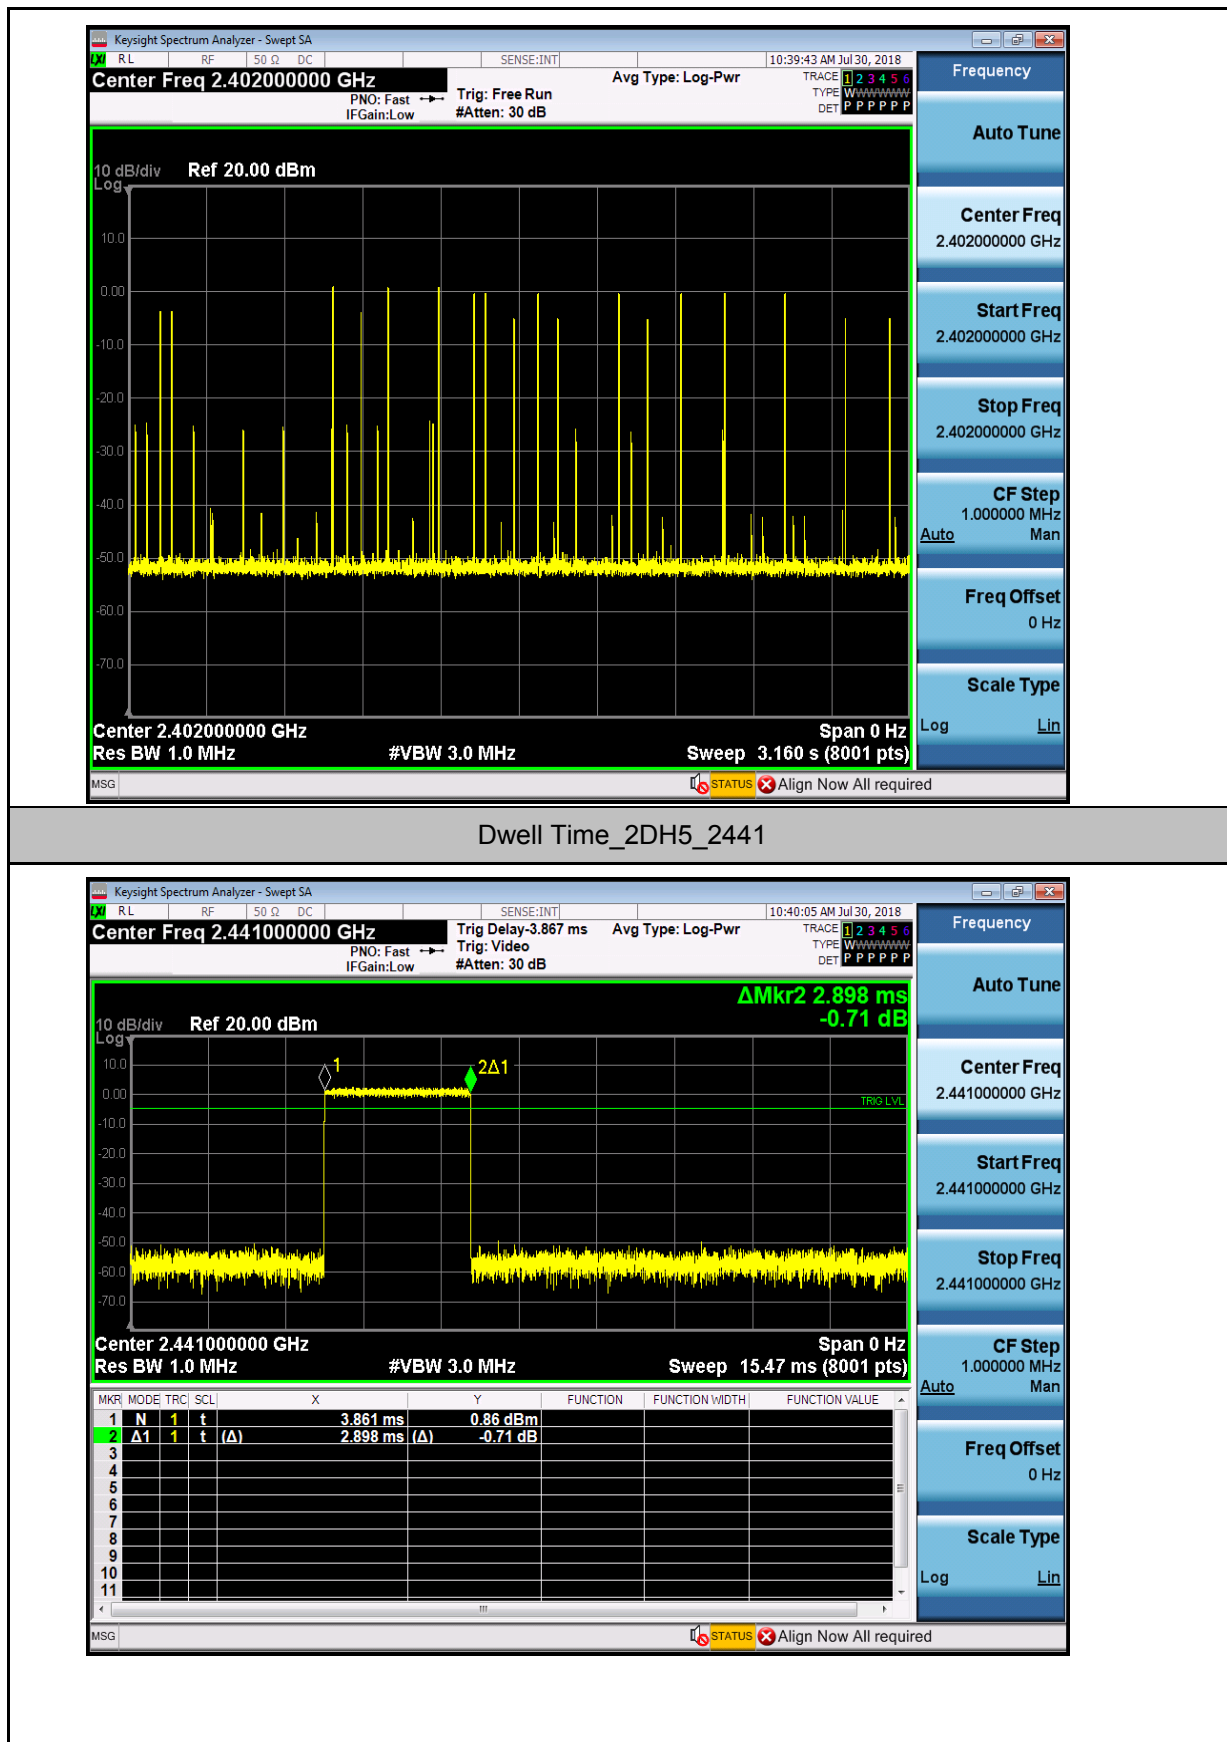 Keysight Spectrum Analyzer - Swept SA
LXI RL RF 50 Ω DC SENSE:INT 10:39:43 AM Jul 30, 2018
Center Freq 2.402000000 GHz Avg Type: Log-Pwr TRACE 1 2 3 4 5 6
PNO: Fast Trig: Free Run TYPE WWWWWW
IFGain:Low #Atten: 30 dB DET P P P P P P
10 dB/div Ref 20.00 dBm
Log
10.0
0.00
-10.0
-20.0
-30.0
-40.0
-50.0
-60.0
-70.0
Center 2.402000000 GHz Span 0 Hz
Res BW 1.0 MHz #VBW 3.0 MHz Sweep 3.160 s (8001 pts)
MSG STATUS Align Now All required
Frequency
Auto Tune
Center Freq
2.402000000 GHz
Start Freq
2.402000000 GHz
Stop Freq
2.402000000 GHz
CF Step
1.000000 MHz
Auto Man
Freq Offset
0 Hz
Scale Type
Log Lin
Dwell Time_2DH5_2441
Keysight Spectrum Analyzer - Swept SA
LXI RL RF 50 Ω DC SENSE:INT 10:40:05 AM Jul 30, 2018
Center Freq 2.441000000 GHz Trig Delay-3.867 ms Avg Type: Log-Pwr TRACE 1 2 3 4 5 6
PNO: Fast Trig: Video TYPE WWWWWW
IFGain:Low #Atten: 30 dB DET P P P P P P
ΔMkr2 2.898 ms
-0.71 dB
10 dB/div Ref 20.00 dBm
Log
10.0
0.00
-10.0
-20.0
-30.0
-40.0
-50.0
-60.0
-70.0
1
2Δ1
TRIG LVL
Center 2.441000000 GHz Span 0 Hz
Res BW 1.0 MHz #VBW 3.0 MHz Sweep 15.47 ms (8001 pts)
MKR MODE TRC SCL X Y FUNCTION FUNCTION WIDTH FUNCTION VALUE
1 N 1 t 3.861 ms 0.86 dBm
2 Δ1 1 t (Δ) 2.898 ms (Δ) -0.71 dB
3
4
5
6
7
8
9
10
11
MSG STATUS Align Now All required
Frequency
Auto Tune
Center Freq
2.441000000 GHz
Start Freq
2.441000000 GHz
Stop Freq
2.441000000 GHz
CF Step
1.000000 MHz
Auto Man
Freq Offset
0 Hz
Scale Type
Log Lin